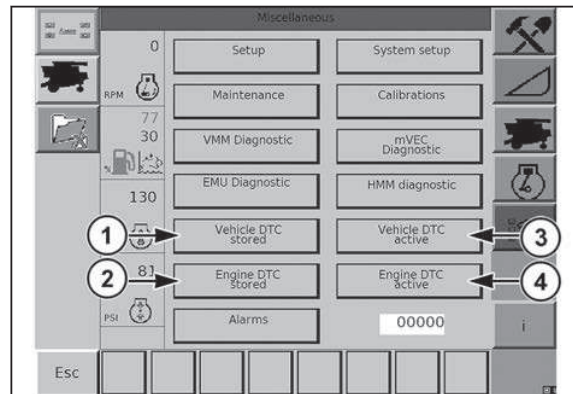 Miscellaneous
0
RPM
77
30
%
130
81
PSI
Setup
System setup
Maintenance
Calibrations
VMM Diagnostic
mVEC
Diagnostic
EMU Diagnostic
HMM diagnostic
1
Vehicle DTC
stored
Vehicle DTC
active
3
2
Engine DTC
stored
Engine DTC
active
4
Alarms
00000
i
Esc